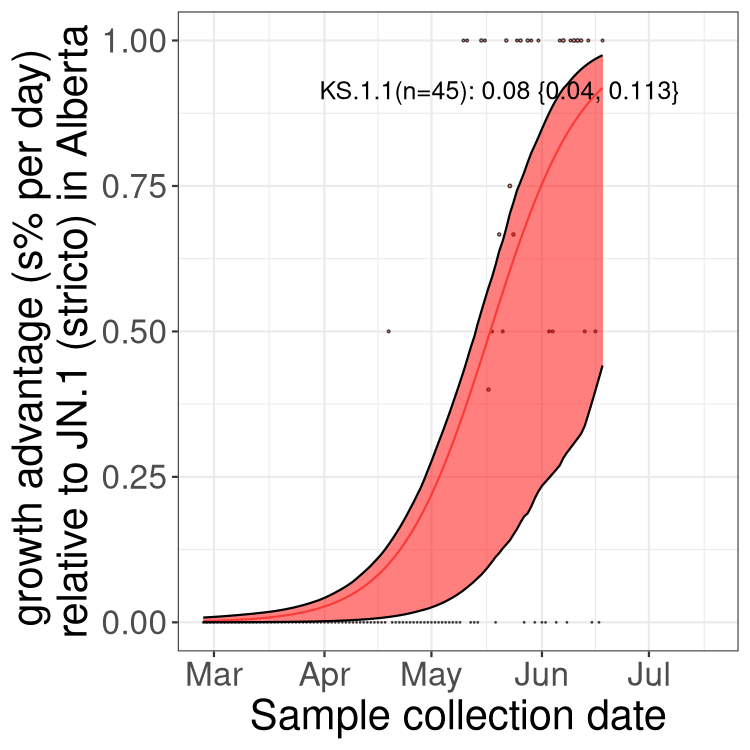 growth advantage (s% per day)
relative to JN.1 (stricto) in Alberta
1.00
0.75
0.50
0.25
0.00
KS.1.1(n=45): 0.08 {0.04, 0.113}
Mar Apr May Jun Jul
Sample collection date